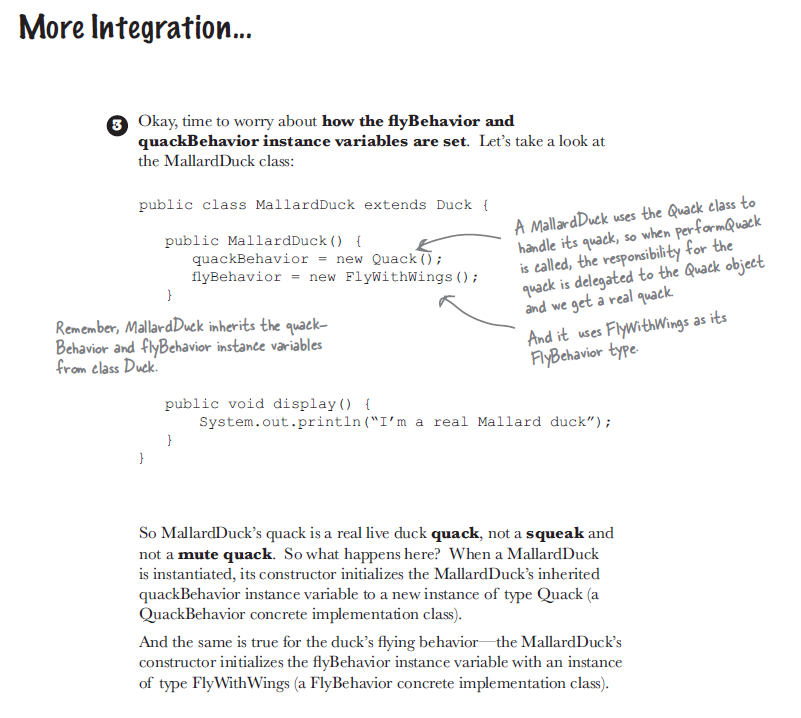 More Integration...
3 Okay, time to worry about how the flyBehavior and
quackBehavior instance variables are set. Let's take a look at
the MallardDuck class:
public class MallardDuck extends Duck {
public MallardDuck() {
quackBehavior = new Quack();
flyBehavior = new FlyWithWings();
}
A MallardDuck uses the Quack class to
handle its quack, so when performQuack
is called, the responsibility for the
quack is delegated to the Quack object
and we get a real quack.
And it uses FlyWithWings as its
FlyBehavior type.
Remember, MallardDuck inherits the quack-
Behavior and flyBehavior instance variables
from class Duck.
public void display() {
System.out.println(“I’m a real Mallard duck”);
}
}
So MallardDuck's quack is a real live duck quack, not a squeak and
not a mute quack. So what happens here? When a MallardDuck
is instantiated, its constructor initializes the MallardDuck's inherited
quackBehavior instance variable to a new instance of type Quack (a
QuackBehavior concrete implementation class).
And the same is true for the duck's flying behavior—the MallardDuck's
constructor initializes the flyBehavior instance variable with an instance
of type FlyWithWings (a FlyBehavior concrete implementation class).